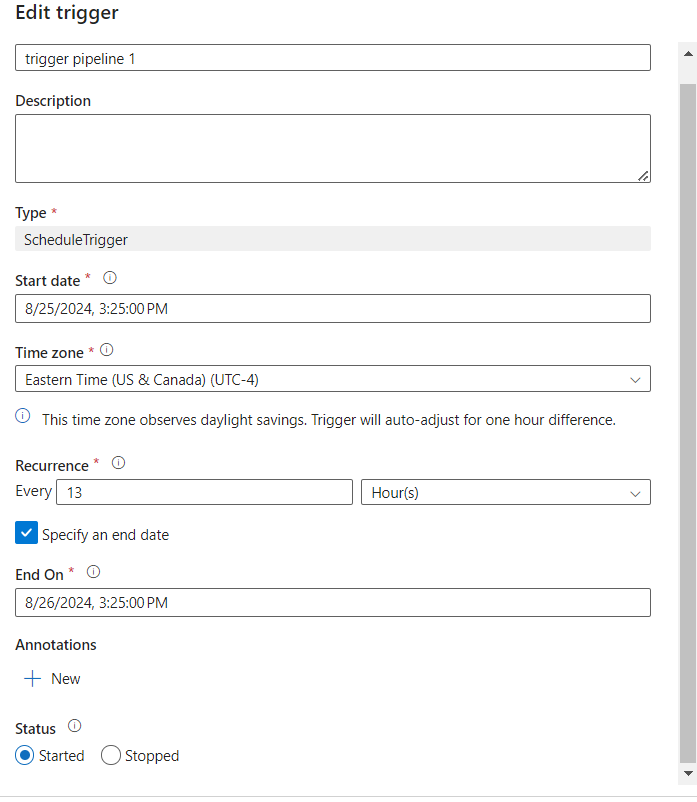 Edit trigger
trigger pipeline 1
Description
Type *
ScheduleTrigger
Start date *
8/25/2024, 3:25:00 PM
Time zone *
Eastern Time (US & Canada) (UTC-4)
This time zone observes daylight savings. Trigger will auto-adjust for one hour difference.
Recurrence *
Every 13 Hour(s)
Specify an end date
End On *
8/26/2024, 3:25:00 PM
Annotations
New
Status
Started Stopped